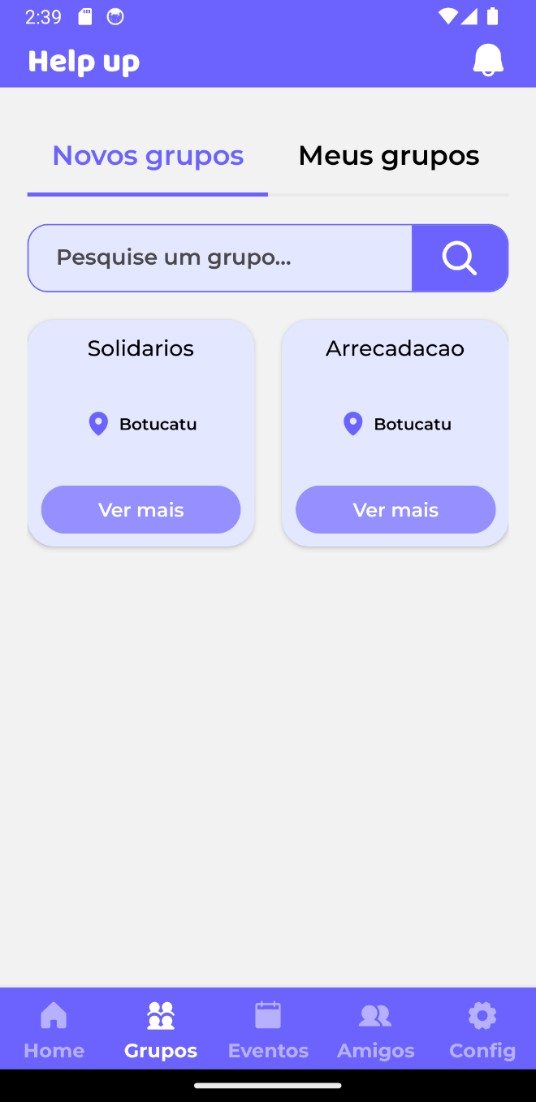 2:39
Help up
Novos grupos Meus grupos
Pesquise um grupo...
Solidarios Arrecadacao
Botucatu Botucatu
Ver mais Ver mais
Home Grupos Eventos Amigos Config